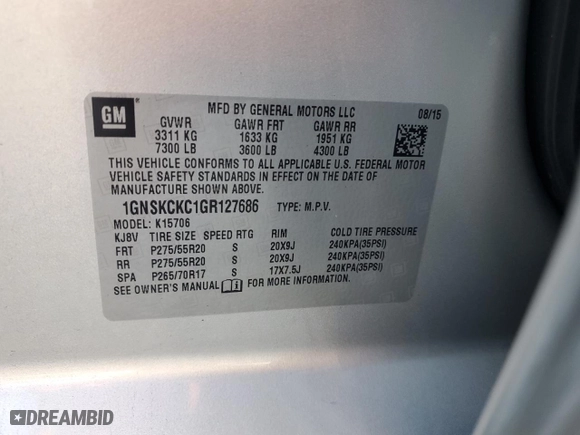 GM
MFD BY GENERAL MOTORS LLC 08/15
GVWR GAWR FRT GAWR RR
3311 KG 1633 KG 1951 KG
7300 LB 3600 LB 4300 LB
THIS VEHICLE CONFORMS TO ALL APPLICABLE U.S. FEDERAL MOTOR
VEHICLE SAFETY STANDARDS IN EFFECT ON THE DATE OF
MANUFACTURE SHOWN ABOVE.
1GNSKCKC1GR127686 TYPE: M.P.V.
MODEL: K15706
KJ8V TIRE SIZE SPEED RTG RIM COLD TIRE PRESSURE
FRT P275/55R20 S 20X9J 240KPA(35PSI)
RR P275/55R20 S 20X9J 240KPA(35PSI)
SPA P265/70R17 S 17X7.5J 240KPA(35PSI)
SEE OWNER'S MANUAL FOR MORE INFORMATION.
DREAMBID